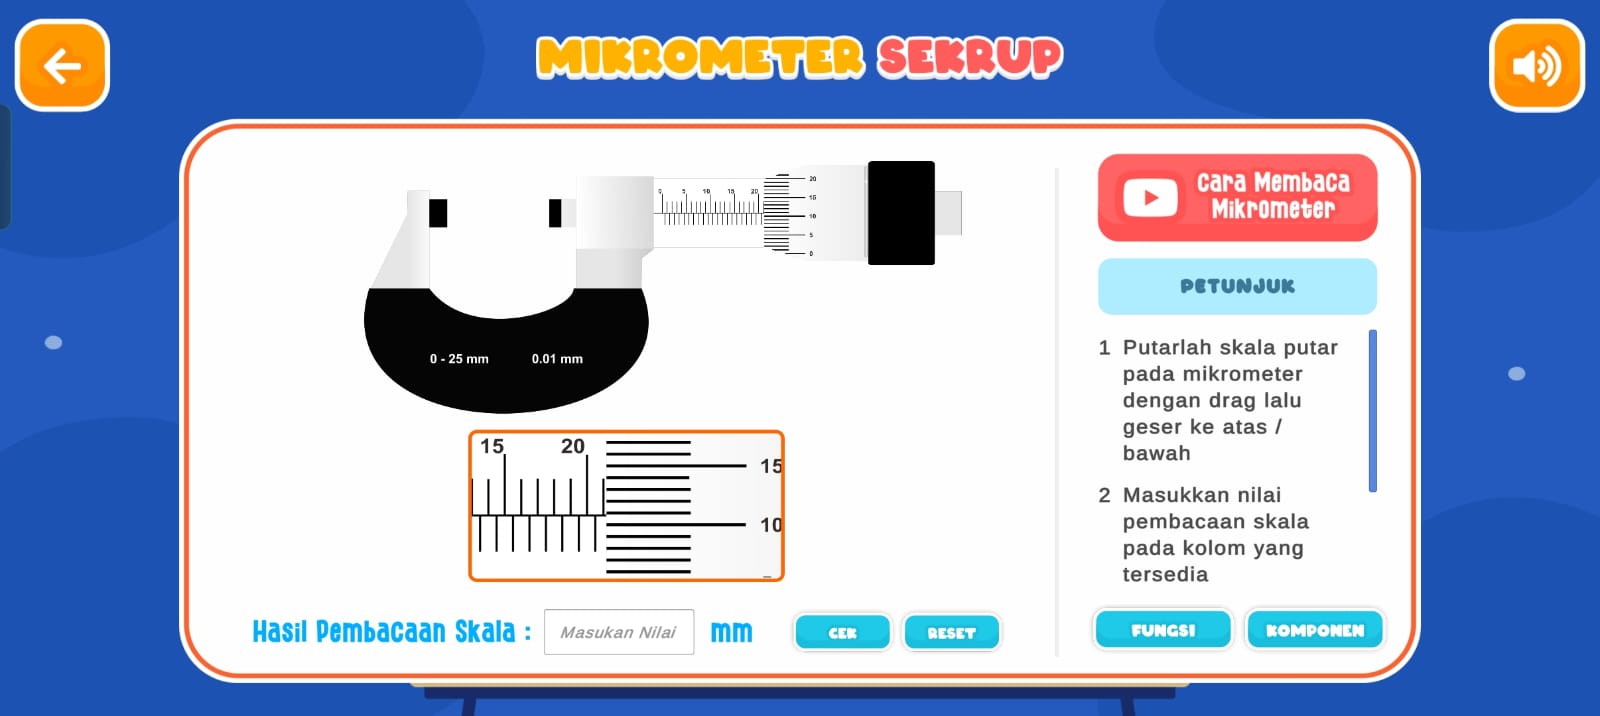 MIKROMETER SEKRUP
0 5 10 15 20
20
15
10
5
0
0 - 25 mm 0.01 mm
15 20
15
10
Hasil Pembacaan Skala : Masukan Nilai mm
CEK RESET
Cara Membaca
Mikrometer
PETUNJUK
1 Putarlah skala putar
pada mikrometer
dengan drag lalu
geser ke atas /
bawah
2 Masukkan nilai
pembacaan skala
pada kolom yang
tersedia
FUNGSI KOMPONEN